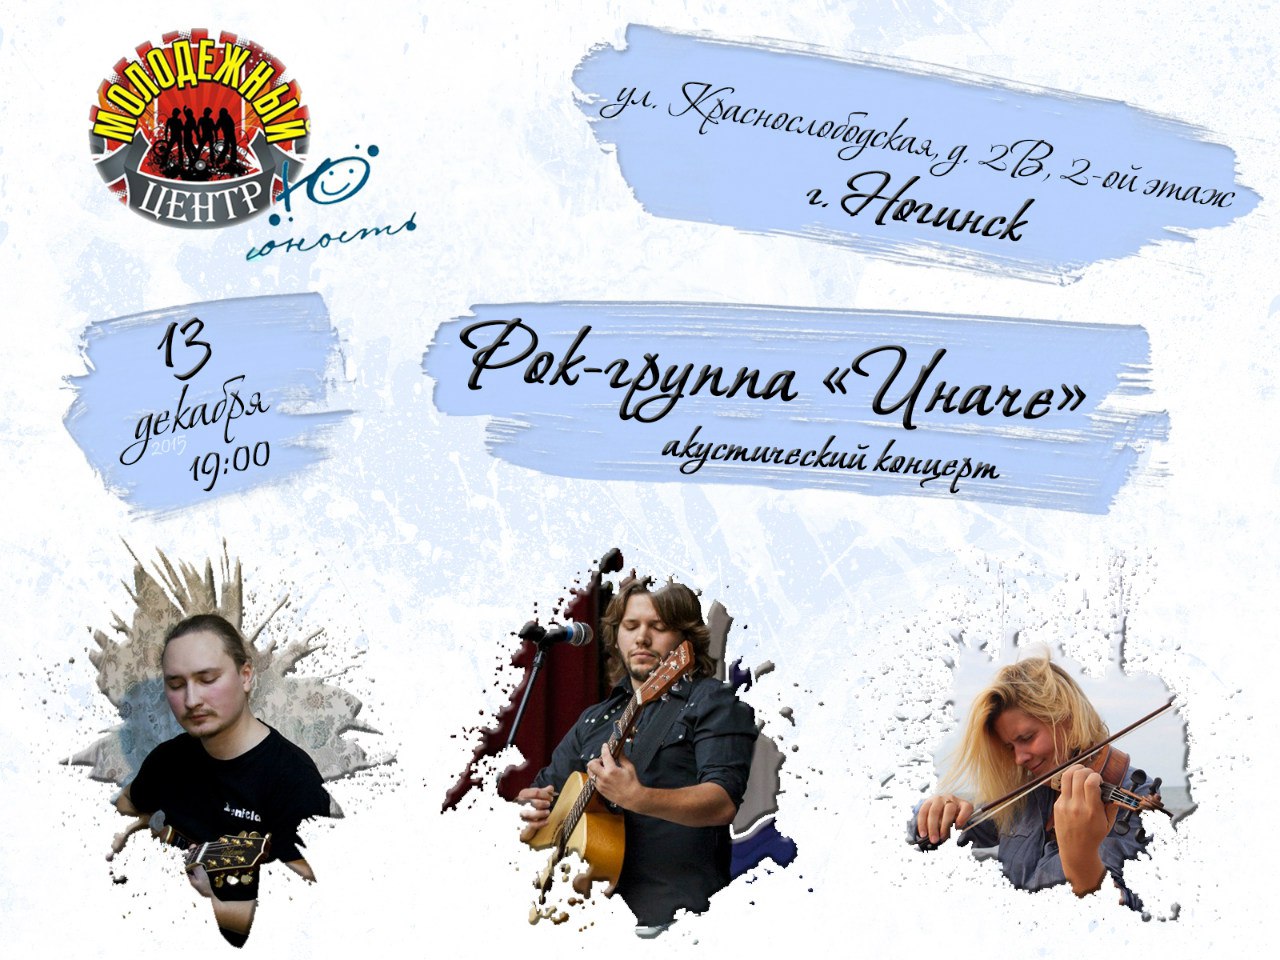 МОЛОДЕЖНЫЙ
ЦЕНТР
Ю
юность
ул. Краснослободская, д. 2В, 2-ой этаж
г. Ногинск
13
декабря
2015
19:00
Рок-группа «Иначе»
акустический концерт